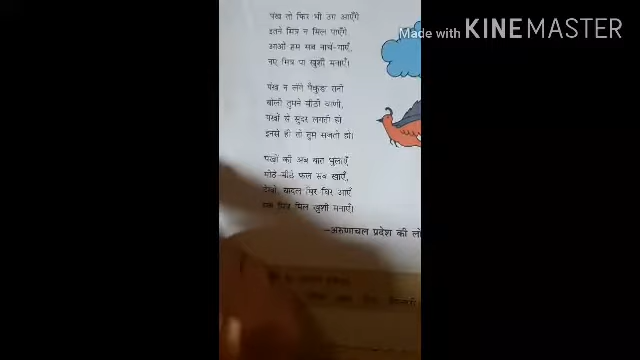 Made with KINEMASTER
पंख तो फिर भी उग आएँगे
इतने मित्र न मिल पाएँगे
आओ हम सब नाचें-गाएँ,
नए मित्र पा खुशी मनाएँ।
पंख न लेंगे पैकुङ रानी
बोली तुमने मीठी वाणी,
पंखों से सुंदर लगती हो
इनसे ही तो तुम सजती हो।
पंखों की अब बात भुलाएँ
मीठे-मीठे फल सब खाएँ,
देखो बादल घिर घिर आएँ
सब मित्र मिल खुशी मनाएँ।
–अरुणाचल प्रदेश की लो